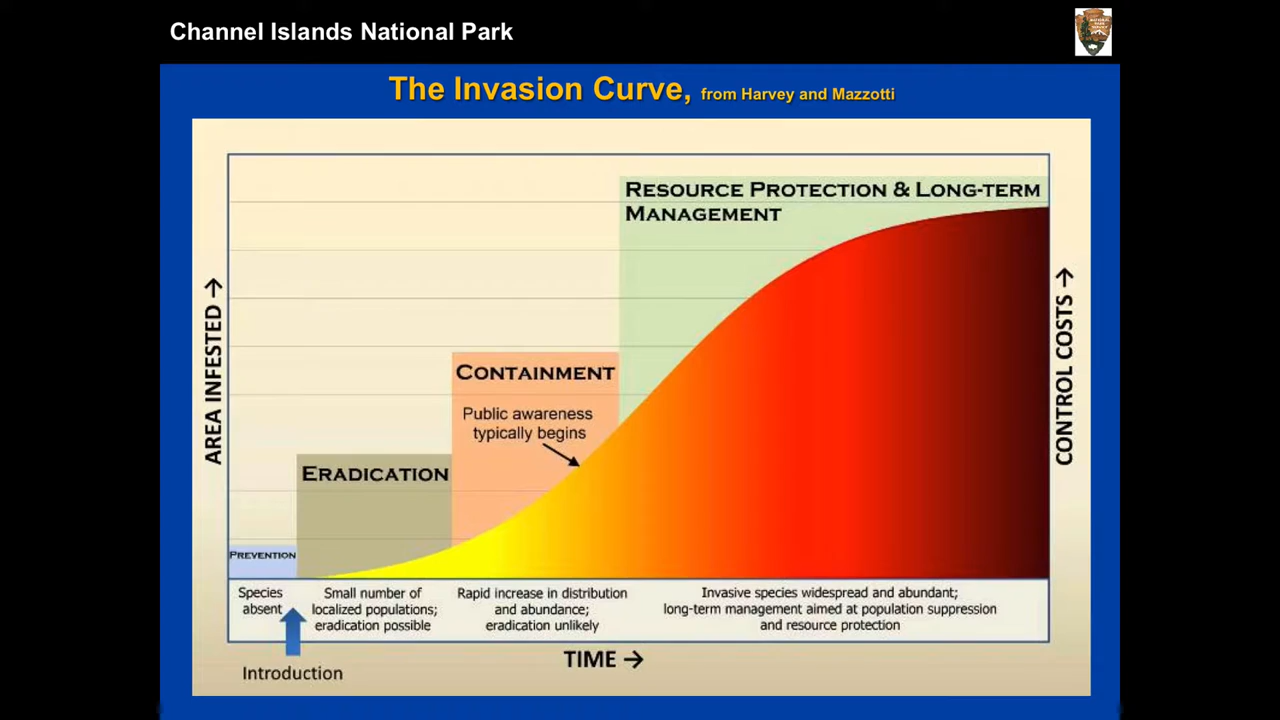 Channel Islands National Park
The Invasion Curve, from Harvey and Mazzotti
RESOURCE PROTECTION & LONG-TERM
MANAGEMENT
CONTAINMENT
Public awareness
typically begins
ERADICATION
PREVENTION
AREA INFESTED →
CONTROL COSTS →
Species
absent
Small number of
localized populations;
eradication possible
Rapid increase in distribution
and abundance;
eradication unlikely
Invasive species widespread and abundant;
long-term management aimed at population suppression
and resource protection
TIME →
Introduction